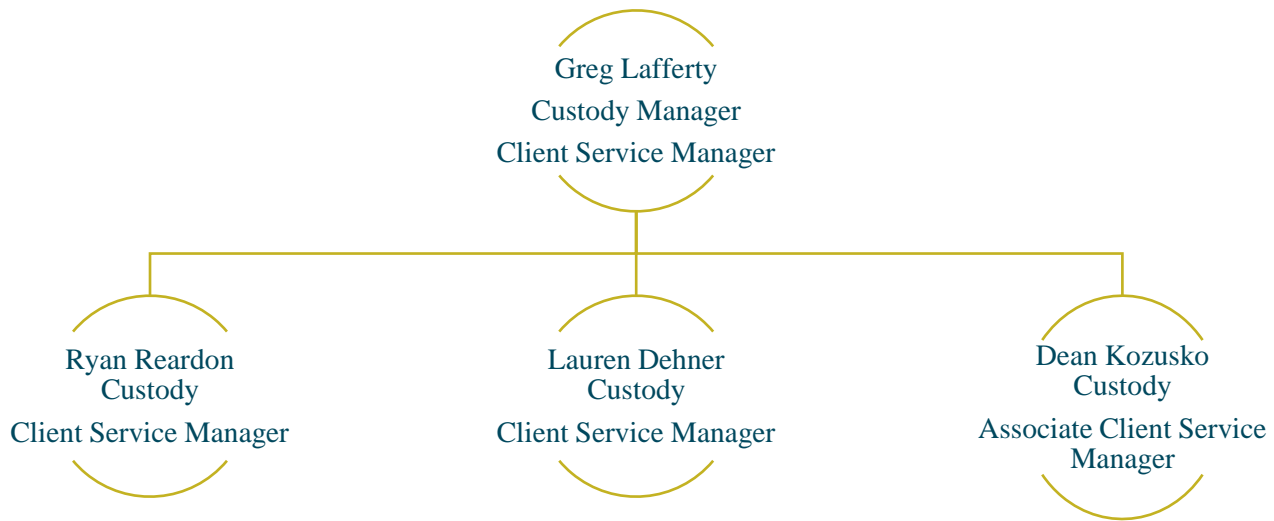 Greg Lafferty
Custody Manager
Client Service Manager
Ryan Reardon
Custody
Client Service Manager
Lauren Dehner
Custody
Client Service Manager
Dean Kozusko
Custody
Associate Client Service
Manager